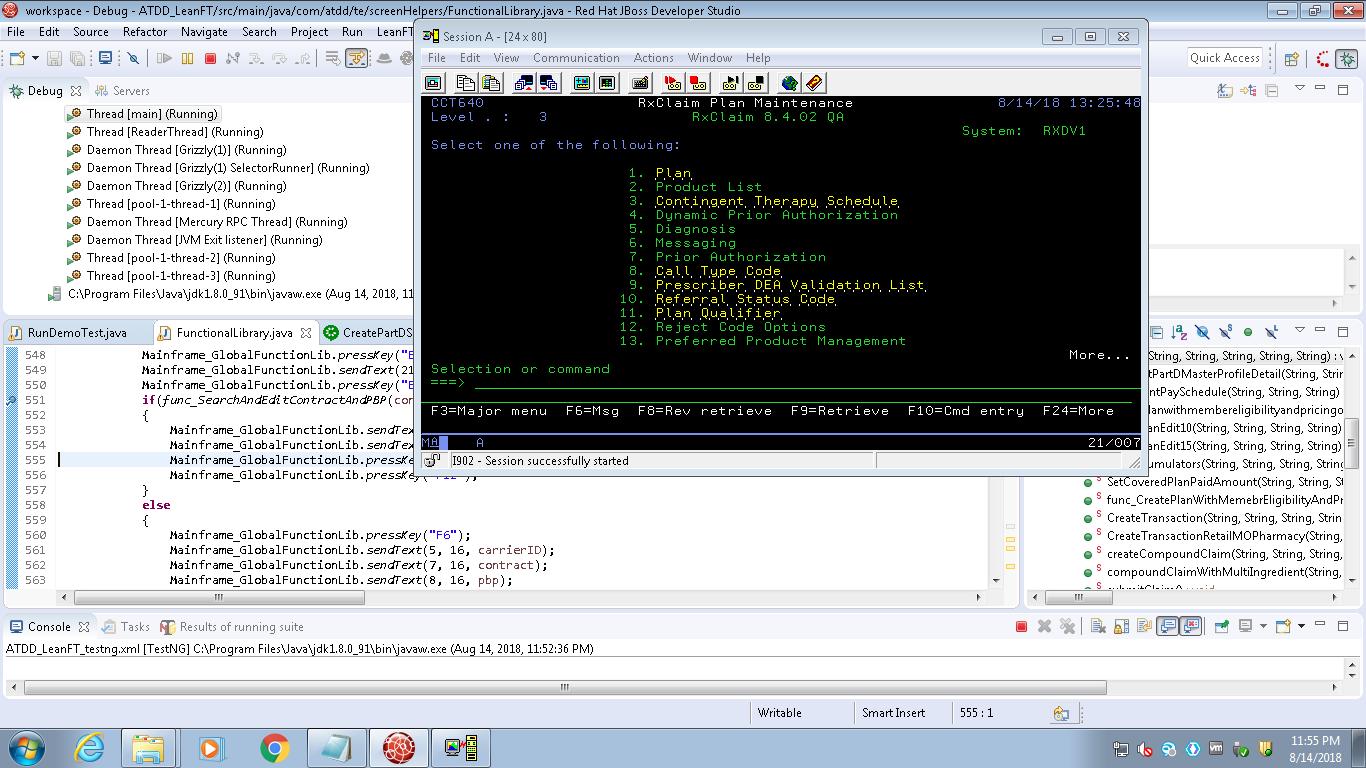 workspace - Debug - ATDD_LeanFT/src/main/java/com/atdd/te/screenHelpers/FunctionalLibrary.java - Red Hat JBoss Developer Studio
File Edit Source Refactor Navigate Search Project Run LeanFT
Quick Access
Debug Servers
Thread [main] (Running)
Thread [ReaderThread] (Running)
Daemon Thread [Grizzly(1)] (Running)
Daemon Thread [Grizzly(1) SelectorRunner] (Running)
Daemon Thread [Grizzly(2)] (Running)
Thread [pool-1-thread-1] (Running)
Daemon Thread [Mercury RPC Thread] (Running)
Daemon Thread [JVM Exit listener] (Running)
Thread [pool-1-thread-2] (Running)
Thread [pool-1-thread-3] (Running)
C:\Program Files\Java\jdk1.8.0_91\bin\javaw.exe (Aug 14, 2018, 11
Session A - [24 x 80]
File Edit View Communication Actions Window Help
CCT640 RxClaim Plan Maintenance 8/14/18 13:25:48
Level . : 3 RxClaim 8.4.02 QA
System: RXDV1
Select one of the following:
1. Plan
2. Product List
3. Contingent Therapy Schedule
4. Dynamic Prior Authorization
5. Diagnosis
6. Messaging
7. Prior Authorization
8. Call Type Code
9. Prescriber DEA Validation List
10. Referral Status Code
11. Plan Qualifier
12. Reject Code Options
13. Preferred Product Management
More...
Selection or command
===>
F3=Major menu F6=Msg F8=Rev retrieve F9=Retrieve F10=Cmd entry F24=More
MA A 21/007
I902 - Session successfully started
RunDemoTest.java FunctionalLibrary.java CreatePartDS
548 Mainframe_GlobalFunctionLib.pressKey("E
549 Mainframe_GlobalFunctionLib.sendText(21
550 Mainframe_GlobalFunctionLib.pressKey("E
551 if(func_SearchAndEditContractAndPBP(con
552 {
553 Mainframe_GlobalFunctionLib.sendTex
554 Mainframe_GlobalFunctionLib.sendTex
555 Mainframe_GlobalFunctionLib.pressKe
556 Mainframe_GlobalFunctionLib.pressKey("F12");
557 }
558 else
559 {
560 Mainframe_GlobalFunctionLib.pressKey("F6");
561 Mainframe_GlobalFunctionLib.sendText(5, 16, carrierID);
562 Mainframe_GlobalFunctionLib.sendText(7, 16, contract);
563 Mainframe_GlobalFunctionLib.sendText(8, 16, pbp);
String, String, String, String, String) : v
tPartDMasterProfileDetail(String, String
ntPaySchedule(String, String, String
lanwithmembereligibilityandpricingo
anEdit10(String, String, String, String
anEdit15(String, String, String, String
umulators(String, String, String, String
SetCoveredPlanPaidAmount(String, String,
func_CreatePlanWithMemebrEligibilityAndPr
CreateTransaction(String, String, String, Strin
CreateTransactionRetailMOPharmacy(String,
createCompoundClaim(String, String, String,
compoundClaimWithMultiIngredient(String,
submitClaim() : void
Console Tasks Results of running suite
ATDD_LeanFT_testng.xml [TestNG] C:\Program Files\Java\jdk1.8.0_91\bin\javaw.exe (Aug 14, 2018, 11:52:36 PM)
Writable Smart Insert 555 : 1
11:55 PM
8/14/2018